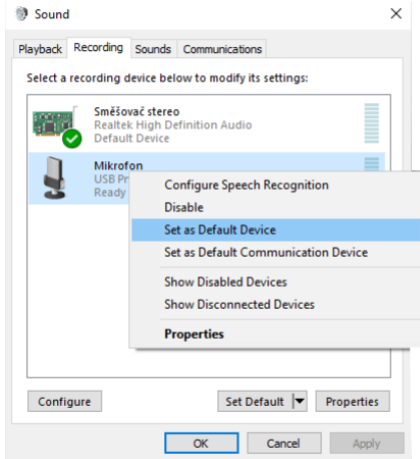 Sound
Playback Recording Sounds Communications
Select a recording device below to modify its settings:
Směšovač stereo
Realtek High Definition Audio
Default Device
Mikrofon
USB
Ready
Configure Speech Recognition
Disable
Set as Default Device
Set as Default Communication Device
Show Disabled Devices
Show Disconnected Devices
Properties
Configure Set Default Properties
OK Cancel Apply